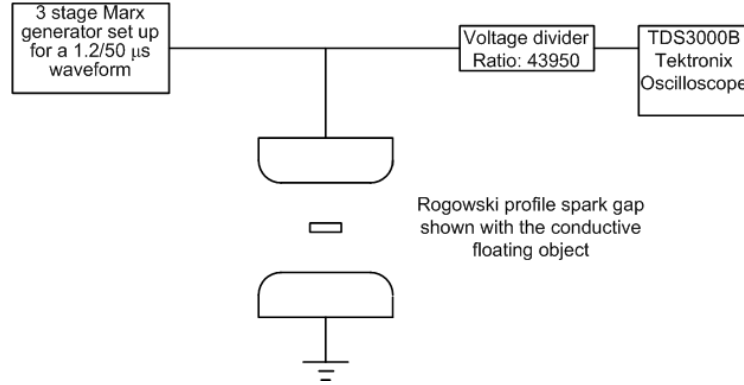 3 stage Marx
generator set up
for a 1.2/50 μs
waveform
Voltage divider
Ratio: 43950
TDS3000B
Tektronix
Oscilloscope
Rogowski profile spark gap
shown with the conductive
floating object